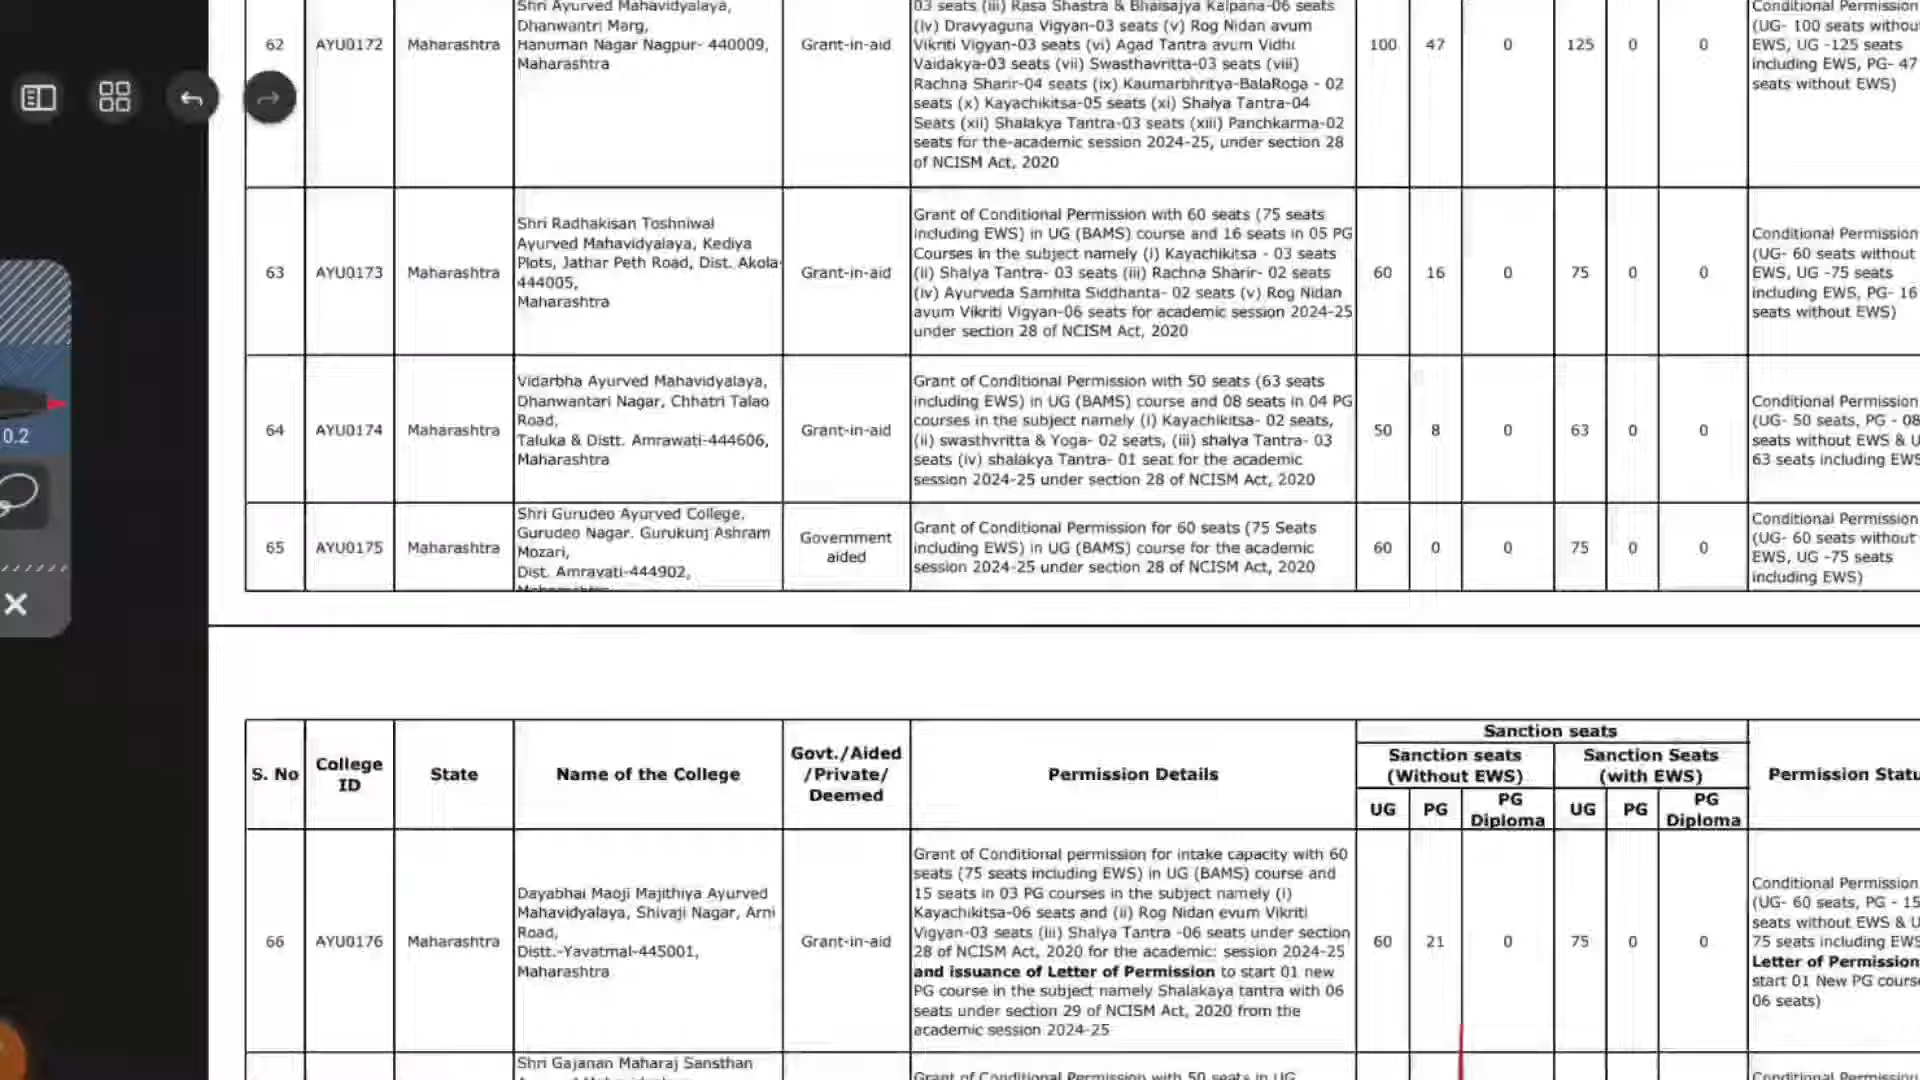 62
AYU0172
Maharashtra
Shri Ayurved Mahavidyalaya,
Dhanwantri Marg,
Hanuman Nagar Nagpur- 440009,
Maharashtra
Grant-in-aid
03 seats (iii) Rasa Shastra & Bhaisajya Kalpana-06 seats
(iv) Dravyaguna Vigyan-03 seats (v) Rog Nidan avum
Vikriti Vigyan-03 seats (vi) Agad Tantra avum Vidhi
Vaidakya-03 seats (vii) Swasthavritta-03 seats (viii)
Rachna Sharir-04 seats (ix) Kaumarbhritya-BalaRoga - 02
seats (x) Kayachikitsa-05 seats (xi) Shalya Tantra-04
Seats (xii) Shalakya Tantra-03 seats (xiii) Panchkarma-02
seats for the-academic session 2024-25, under section 28
of NCISM Act, 2020
100 47 0 125 0 0
Conditional Permission
(UG- 100 seats without
EWS, UG -125 seats
including EWS, PG- 47
seats without EWS)
63
AYU0173
Maharashtra
Shri Radhakisan Toshniwal
Ayurved Mahavidyalaya, Kediya
Plots, Jathar Peth Road, Dist. Akola-
444005,
Maharashtra
Grant-in-aid
Grant of Conditional Permission with 60 seats (75 seats
including EWS) in UG (BAMS) course and 16 seats in 05 PG
Courses in the subject namely (i) Kayachikitsa - 03 seats
(ii) Shalya Tantra- 03 seats (iii) Rachna Sharir- 02 seats
(iv) Ayurveda Samhita Siddhanta- 02 seats (v) Rog Nidan
avum Vikriti Vigyan-06 seats for academic session 2024-25
under section 28 of NCISM Act, 2020
60 16 0 75 0 0
Conditional Permission
(UG- 60 seats without
EWS, UG -75 seats
including EWS, PG- 16
seats without EWS)
64
AYU0174
Maharashtra
Vidarbha Ayurved Mahavidyalaya,
Dhanwantari Nagar, Chhatri Talao
Road,
Taluka & Distt. Amrawati-444606,
Maharashtra
Grant-in-aid
Grant of Conditional Permission with 50 seats (63 seats
including EWS) in UG (BAMS) course and 08 seats in 04 PG
courses in the subject namely (i) Kayachikitsa- 02 seats,
(ii) swasthvritta & Yoga- 02 seats, (iii) shalya Tantra- 03
seats (iv) shalakya Tantra- 01 seat for the academic
session 2024-25 under section 28 of NCISM Act, 2020
50 8 0 63 0 0
Conditional Permission
(UG- 50 seats, PG - 08
seats without EWS & U
63 seats including EWS
0.2
65
AYU0175
Maharashtra
Shri Gurudeo Ayurved College,
Gurudeo Nagar. Gurukunj Ashram
Mozari,
Dist. Amravati-444902,
Maharashtra
Government
aided
Grant of Conditional Permission for 60 seats (75 Seats
including EWS) in UG (BAMS) course for the academic
session 2024-25 under section 28 of NCISM Act, 2020
60 0 0 75 0 0
Conditional Permission
(UG- 60 seats without
EWS, UG -75 seats
including EWS)
S. No
College
ID
State
Name of the College
Govt./Aided
/Private/
Deemed
Permission Details
Sanction seats
Sanction seats
(Without EWS)
Sanction Seats
(with EWS)
UG PG PG
Diploma
UG PG PG
Diploma
Permission Statu
66
AYU0176
Maharashtra
Dayabhai Maoji Majithiya Ayurved
Mahavidyalaya, Shivaji Nagar, Arni
Road,
Distt.-Yavatmal-445001,
Maharashtra
Grant-in-aid
Grant of Conditional permission for intake capacity with 60
seats (75 seats including EWS) in UG (BAMS) course and
15 seats in 03 PG courses in the subject namely (i)
Kayachikitsa-06 seats and (ii) Rog Nidan evum Vikriti
Vigyan-03 seats (iii) Shalya Tantra -06 seats under section
28 of NCISM Act, 2020 for the academic: session 2024-25
and issuance of Letter of Permission to start 01 new
PG course in the subject namely Shalakaya tantra with 06
seats under section 29 of NCISM Act, 2020 from the
academic session 2024-25
60 21 0 75 0 0
Conditional Permission
(UG- 60 seats, PG - 15
seats without EWS & U
75 seats including EWS
Letter of Permission
start 01 New PG course
06 seats)
Shri Gajanan Maharaj Sansthan
Grant of Conditional Permission with 50 seats in UG
Conditional Permission